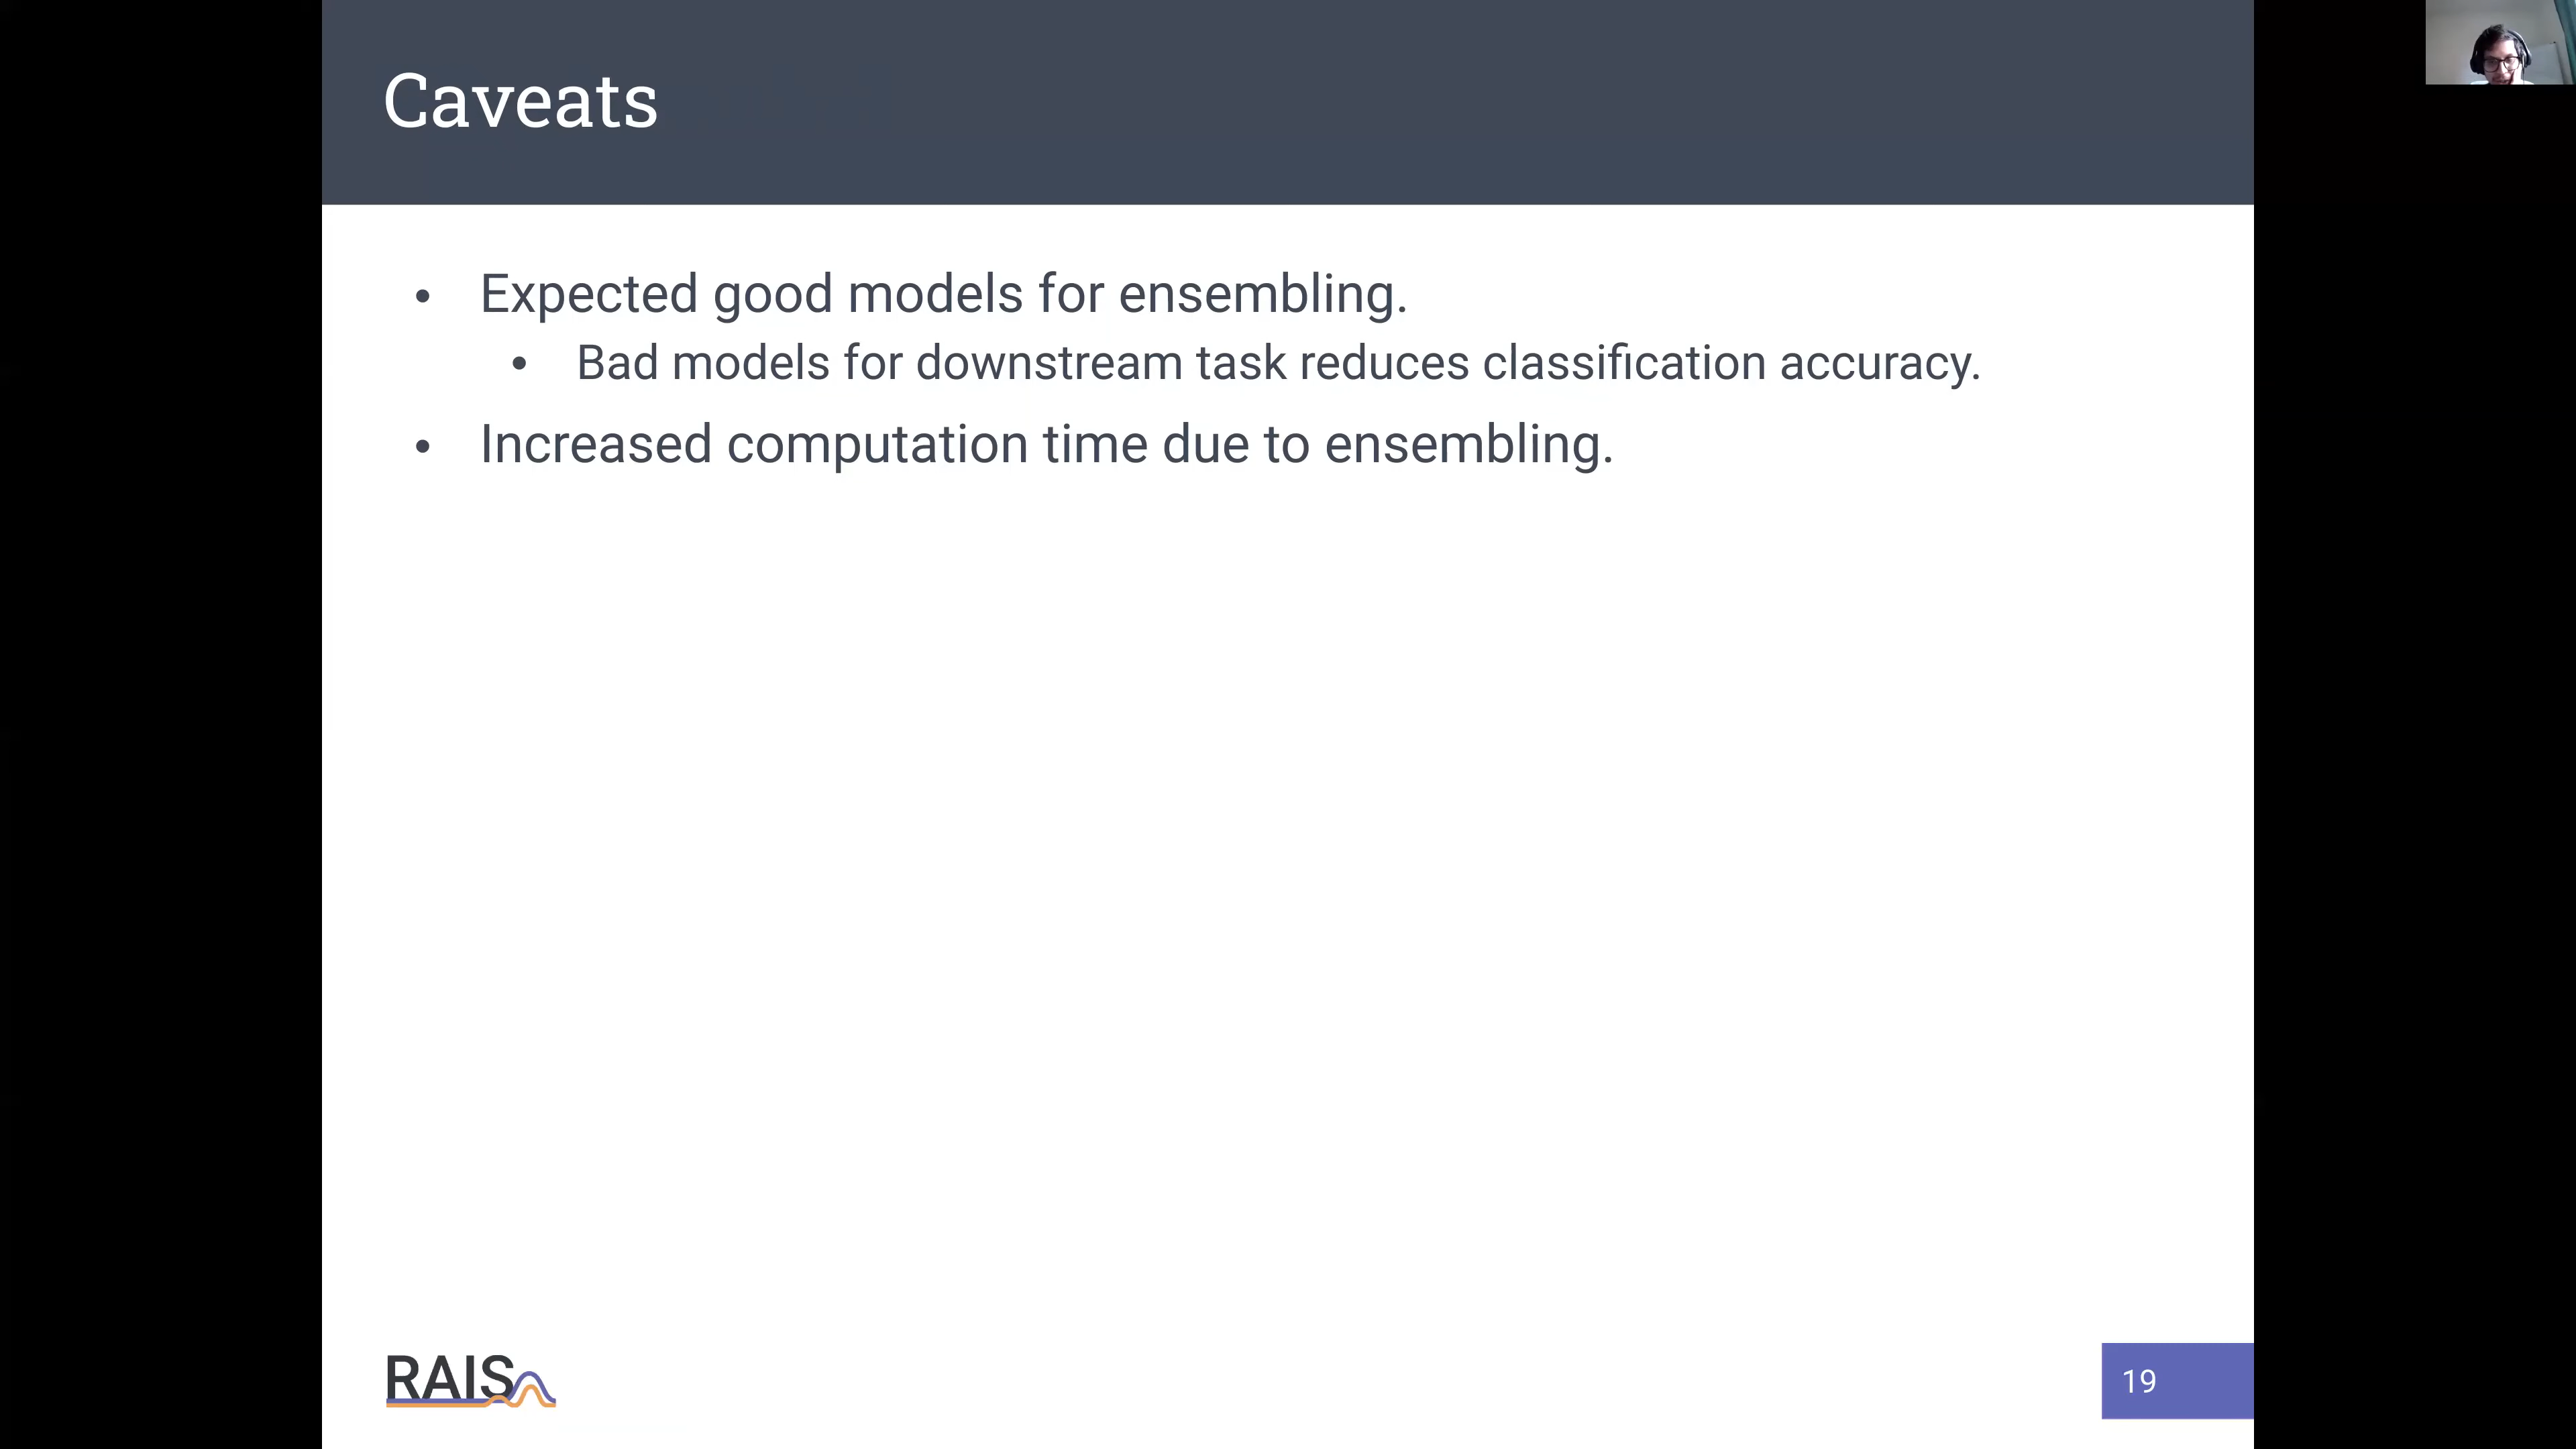 Caveats
• Expected good models for ensembling.
• Bad models for downstream task reduces classification accuracy.
• Increased computation time due to ensembling.
RAIS
19